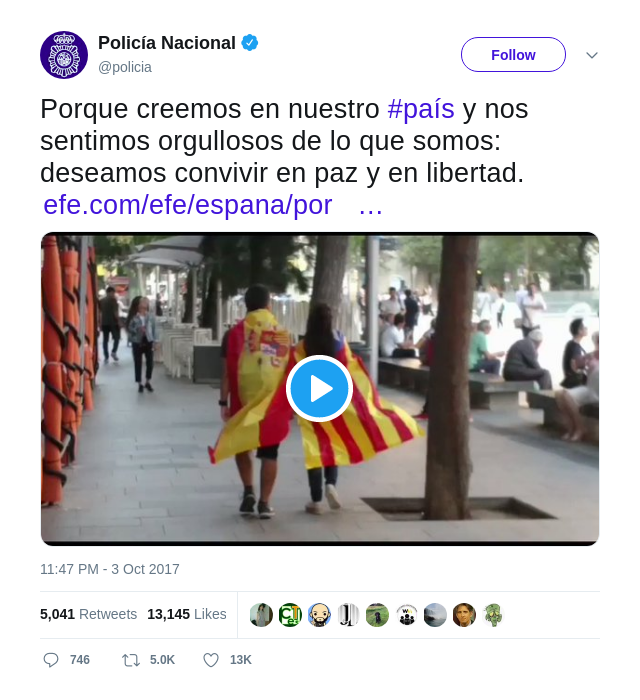 Policía Nacional
@policia
Follow
Porque creemos en nuestro #país y nos
sentimos orgullosos de lo que somos:
deseamos convivir en paz y en libertad.
efe.com/efe/espana/por …
11:47 PM - 3 Oct 2017
5,041 Retweets 13,145 Likes
746 5.0K 13K